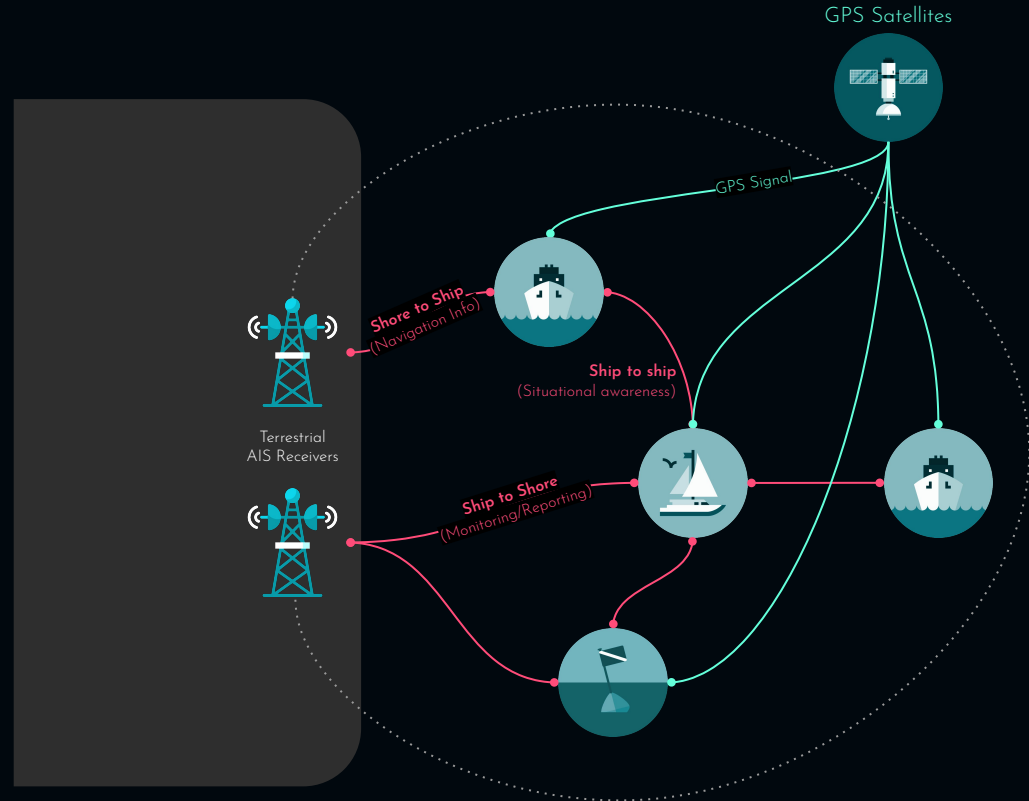 GPS Satellites
GPS Signal
Shore to Ship
(Navigation Info)
Ship to ship
(Situational awareness)
Terrestrial
AIS Receivers
Ship to Shore
(Monitoring/Reporting)